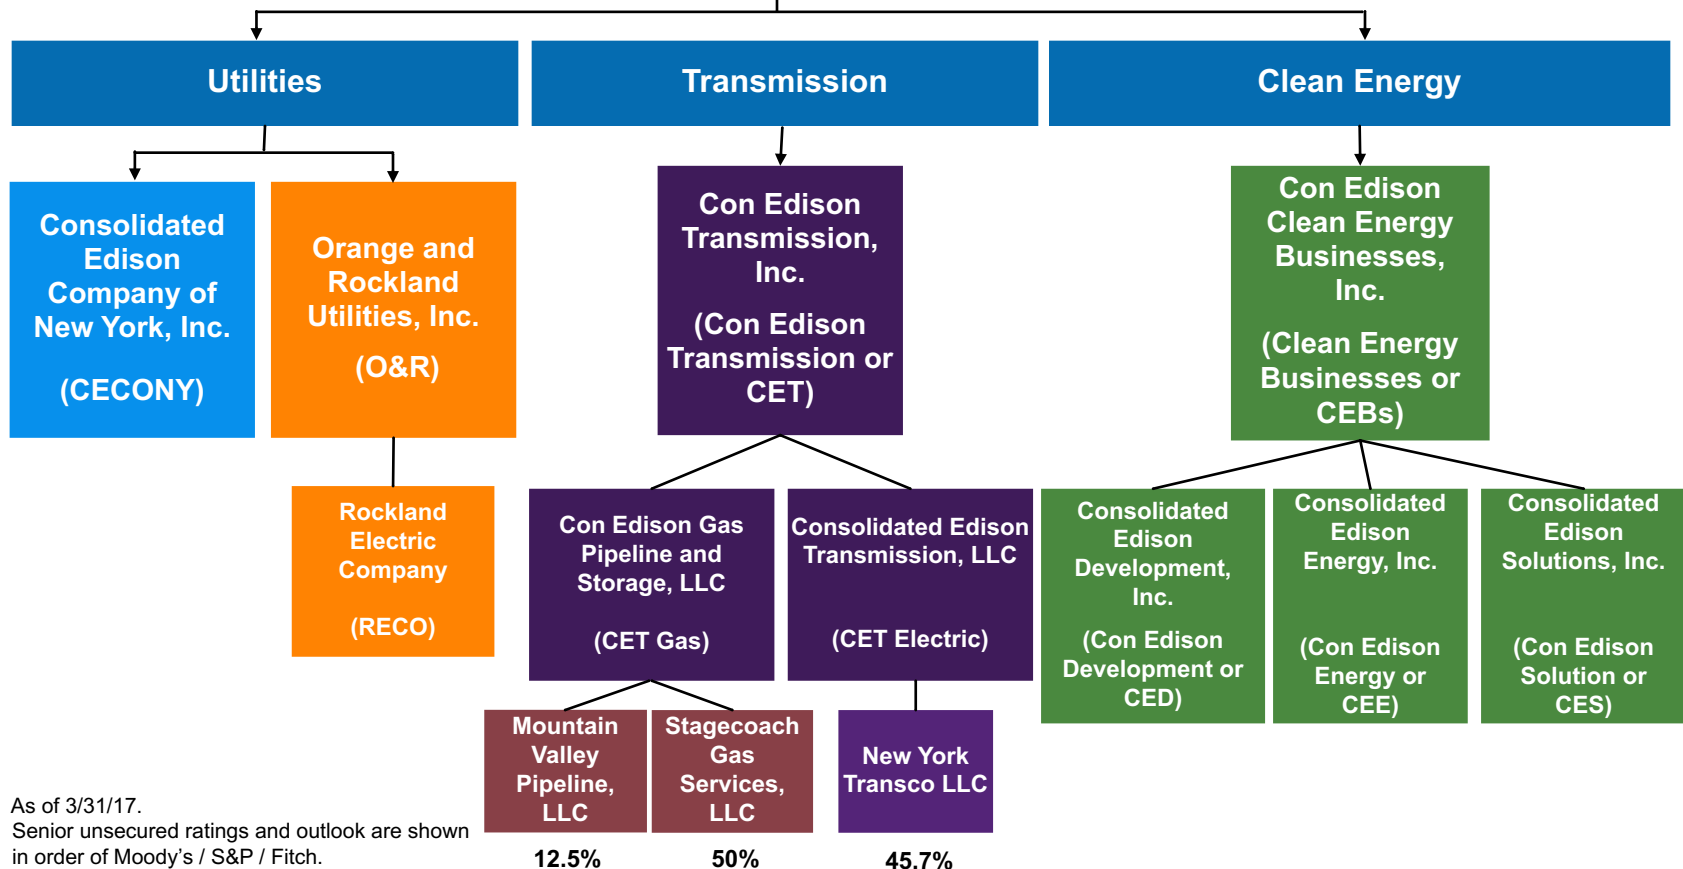 Utilities
Transmission
Clean Energy
Consolidated
Edison
Company of
New York, Inc.
(CECONY)
Orange and
Rockland
Utilities, Inc.
(O&R)
Con Edison
Transmission,
Inc.
(Con Edison
Transmission or
CET)
Con Edison
Clean Energy
Businesses,
Inc.
(Clean Energy
Businesses or
CEBs)
Rockland
Electric
Company
(RECO)
Con Edison Gas
Pipeline and
Storage, LLC
(CET Gas)
Consolidated Edison
Transmission, LLC
(CET Electric)
Consolidated
Edison
Development,
Inc.
(Con Edison
Development or
CED)
Consolidated
Edison
Energy, Inc.
(Con Edison
Energy or
CEE)
Consolidated
Edison
Solutions, Inc.
(Con Edison
Solution or
CES)
Mountain
Valley
Pipeline,
LLC
12.5%
Stagecoach
Gas
Services,
LLC
50%
New York
Transco LLC
45.7%
As of 3/31/17.
Senior unsecured ratings and outlook are shown
in order of Moody’s / S&P / Fitch.